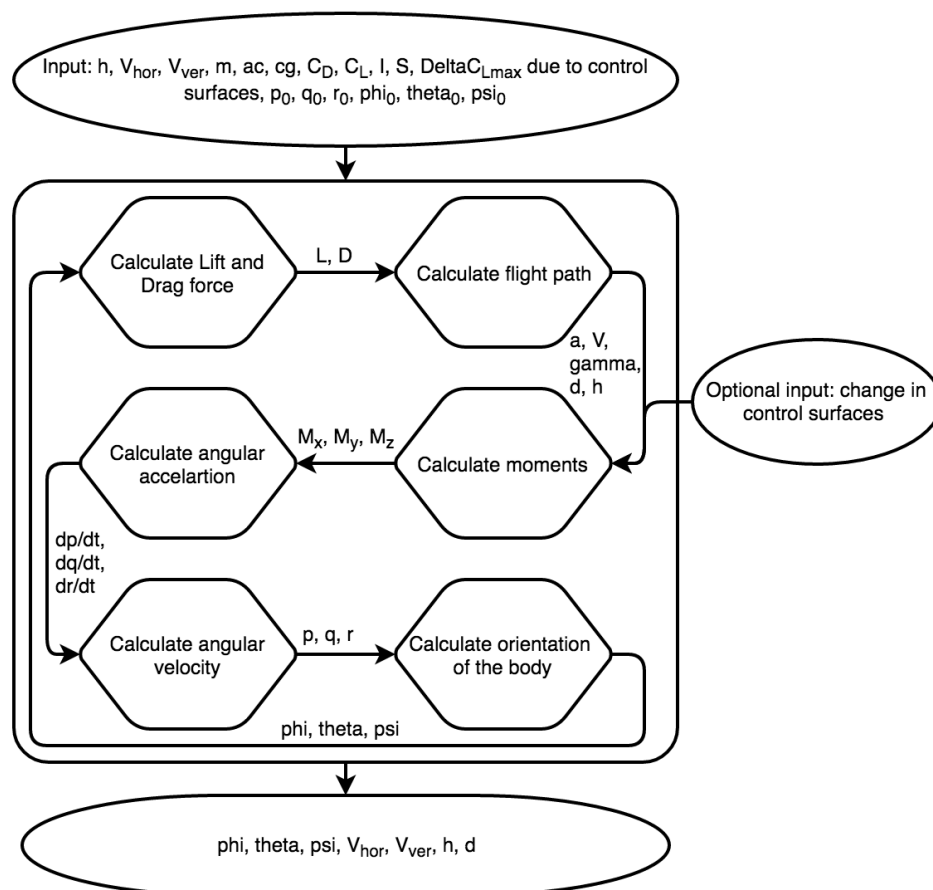 Input: h, V_hor, V_ver, m, ac, cg, C_D, C_L, I, S, DeltaC_Lmax due to control
surfaces, p_0, q_0, r_0, phi_0, theta_0, psi_0
Calculate Lift and
Drag force
L, D
Calculate flight path
a, V,
gamma,
d, h
Optional input: change in
control surfaces
Calculate moments
M_x, M_y, M_z
Calculate angular
accelartion
dp/dt,
dq/dt,
dr/dt
Calculate angular
velocity
p, q, r
Calculate orientation
of the body
phi, theta, psi
phi, theta, psi, V_hor, V_ver, h, d